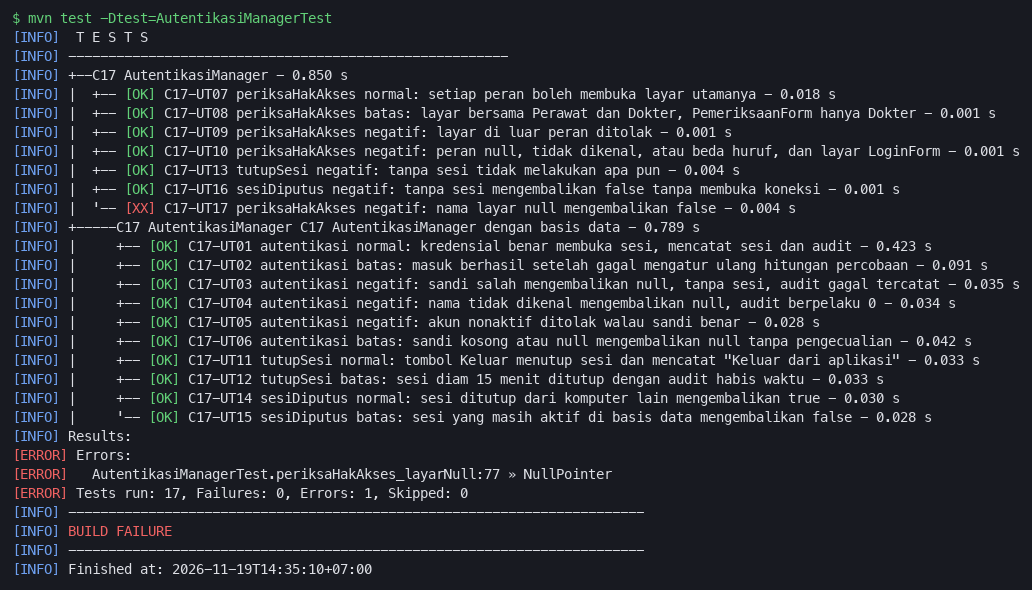 $ mvn test -Dtest=AutentikasiManagerTest
[INFO]  T E S T S
[INFO] -------------------------------------------------------
[INFO] +--C17 AutentikasiManager - 0.850 s
[INFO] |  +-- [OK] C17-UT07 periksaHakAkses normal: setiap peran boleh membuka layar utamanya - 0.018 s
[INFO] |  +-- [OK] C17-UT08 periksaHakAkses batas: layar bersama Perawat dan Dokter, PemeriksaanForm hanya Dokter - 0.001 s
[INFO] |  +-- [OK] C17-UT09 periksaHakAkses negatif: layar di luar peran ditolak - 0.001 s
[INFO] |  +-- [OK] C17-UT10 periksaHakAkses negatif: peran null, tidak dikenal, atau beda huruf, dan layar LoginForm - 0.001 s
[INFO] |  +-- [OK] C17-UT13 tutupSesi negatif: tanpa sesi tidak melakukan apa pun - 0.004 s
[INFO] |  +-- [OK] C17-UT16 sesiDiputus negatif: tanpa sesi mengembalikan false tanpa membuka koneksi - 0.001 s
[INFO] |  '-- [XX] C17-UT17 periksaHakAkses negatif: nama layar null mengembalikan false - 0.004 s
[INFO] +-----C17 AutentikasiManager C17 AutentikasiManager dengan basis data - 0.789 s
[INFO] |     +-- [OK] C17-UT01 autentikasi normal: kredensial benar membuka sesi, mencatat sesi dan audit - 0.423 s
[INFO] |     +-- [OK] C17-UT02 autentikasi batas: masuk berhasil setelah gagal mengatur ulang hitungan percobaan - 0.091 s
[INFO] |     +-- [OK] C17-UT03 autentikasi negatif: sandi salah mengembalikan null, tanpa sesi, audit gagal tercatat - 0.035 s
[INFO] |     +-- [OK] C17-UT04 autentikasi negatif: nama tidak dikenal mengembalikan null, audit berpelaku 0 - 0.034 s
[INFO] |     +-- [OK] C17-UT05 autentikasi negatif: akun nonaktif ditolak walau sandi benar - 0.028 s
[INFO] |     +-- [OK] C17-UT06 autentikasi batas: sandi kosong atau null mengembalikan null tanpa pengecualian - 0.042 s
[INFO] |     +-- [OK] C17-UT11 tutupSesi normal: tombol Keluar menutup sesi dan mencatat "Keluar dari aplikasi" - 0.033 s
[INFO] |     +-- [OK] C17-UT12 tutupSesi batas: sesi diam 15 menit ditutup dengan audit habis waktu - 0.033 s
[INFO] |     +-- [OK] C17-UT14 sesiDiputus normal: sesi ditutup dari komputer lain mengembalikan true - 0.030 s
[INFO] |     '-- [OK] C17-UT15 sesiDiputus batas: sesi yang masih aktif di basis data mengembalikan false - 0.028 s
[INFO] Results:
[ERROR] Errors:
[ERROR]   AutentikasiManagerTest.periksaHakAkses_layarNull:77 » NullPointer
[ERROR] Tests run: 17, Failures: 0, Errors: 1, Skipped: 0
[INFO] ------------------------------------------------------------------------
[INFO] BUILD FAILURE
[INFO] ------------------------------------------------------------------------
[INFO] Finished at: 2026-11-19T14:35:10+07:00